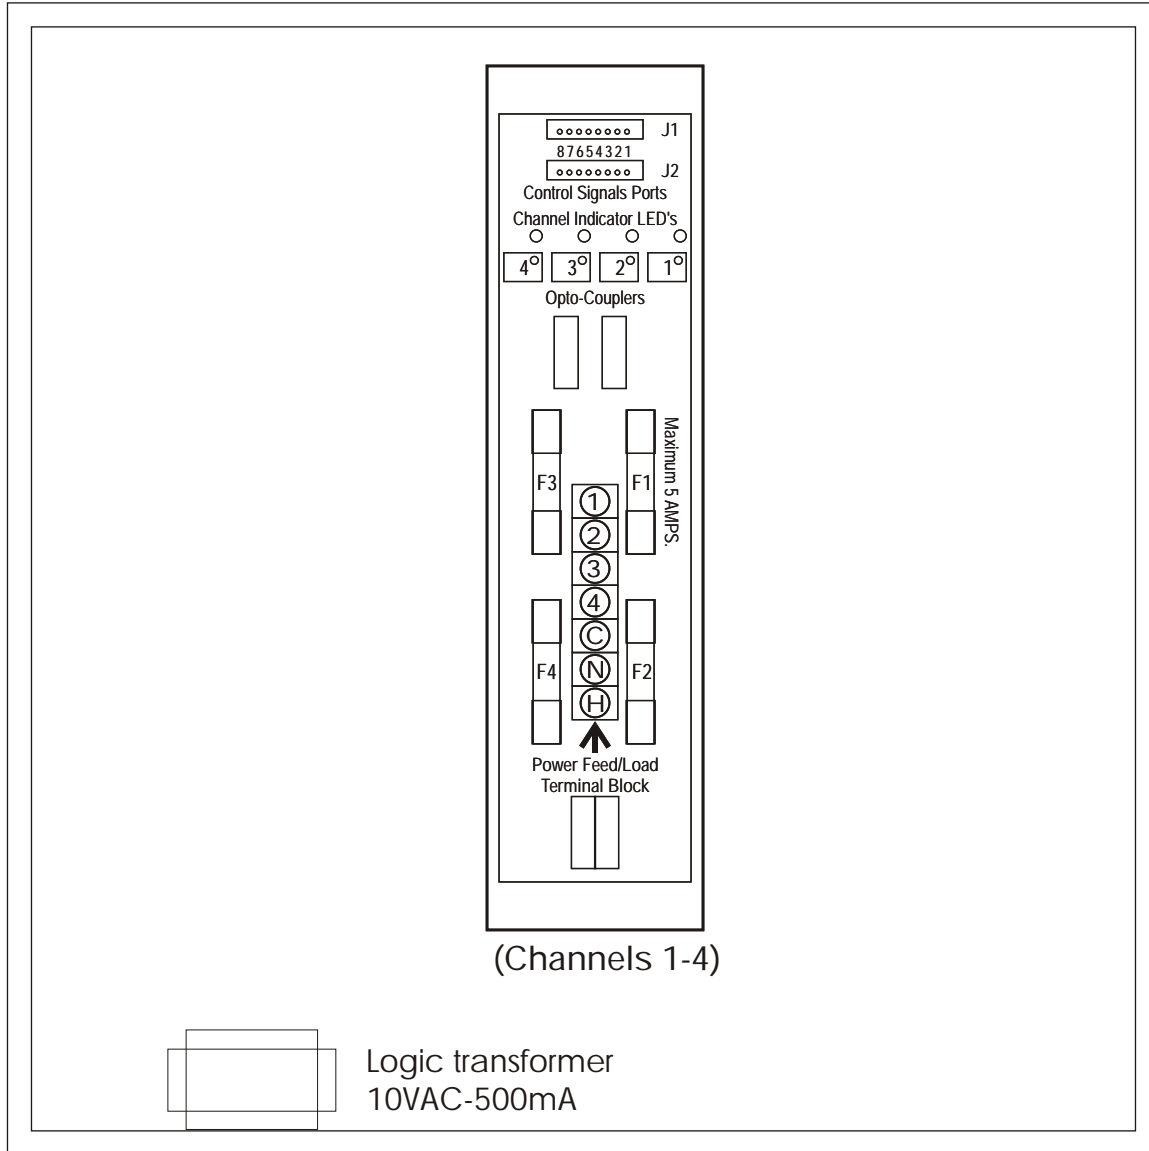 J1
87654321
J2
Control Signals Ports
Channel Indicator LED's
4 3 2 1
Opto-Couplers
Maximum 5 AMPS.
F3 F1
1
2
3
4
C
F4 N F2
H
Power Feed/Load
Terminal Block
(Channels 1-4)
Logic transformer
10VAC-500mA